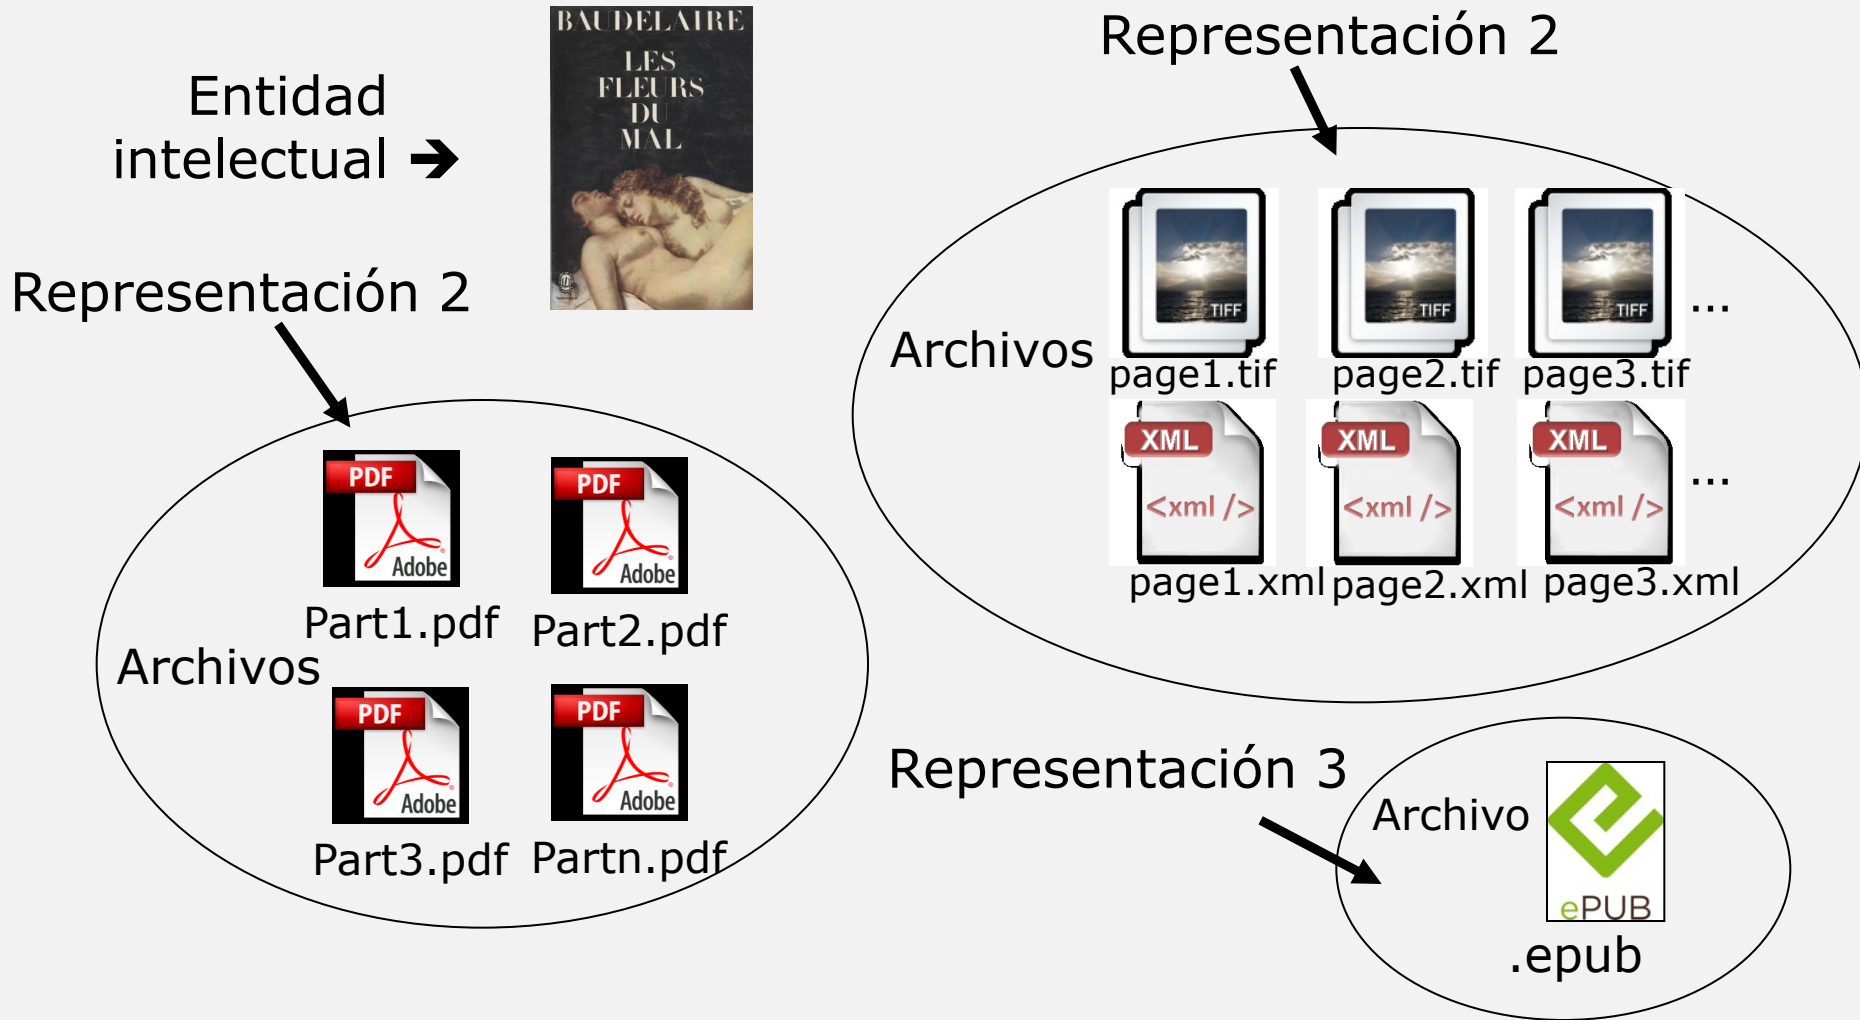 BAUDELAIRE
LES
FLEURS
DU
MAL
Entidad
intelectual ➔
Representación 2
Archivos
PDF
Adobe
Part1.pdf
PDF
Adobe
Part2.pdf
PDF
Adobe
Part3.pdf
PDF
Adobe
Partn.pdf
Representación 2
Archivos
TIFF
TIFF
TIFF
...
page1.tif
page2.tif
page3.tif
XML
<xml />
XML
<xml />
XML
<xml />
...
page1.xml
page2.xml
page3.xml
Representación 3
Archivo
ePUB
.epub